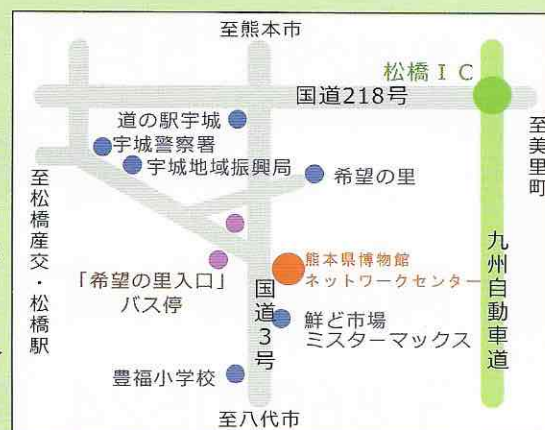 至熊本市
松橋ＩＣ
国道218号
道の駅宇城
宇城警察署
宇城地域振興局
希望の里
至美里町
至松橋産交・松橋駅
「希望の里入口」
バス停
熊本県博物館
ネットワークセンター
国道3号
九州自動車道
鮮ど市場
ミスターマックス
豊福小学校
至八代市